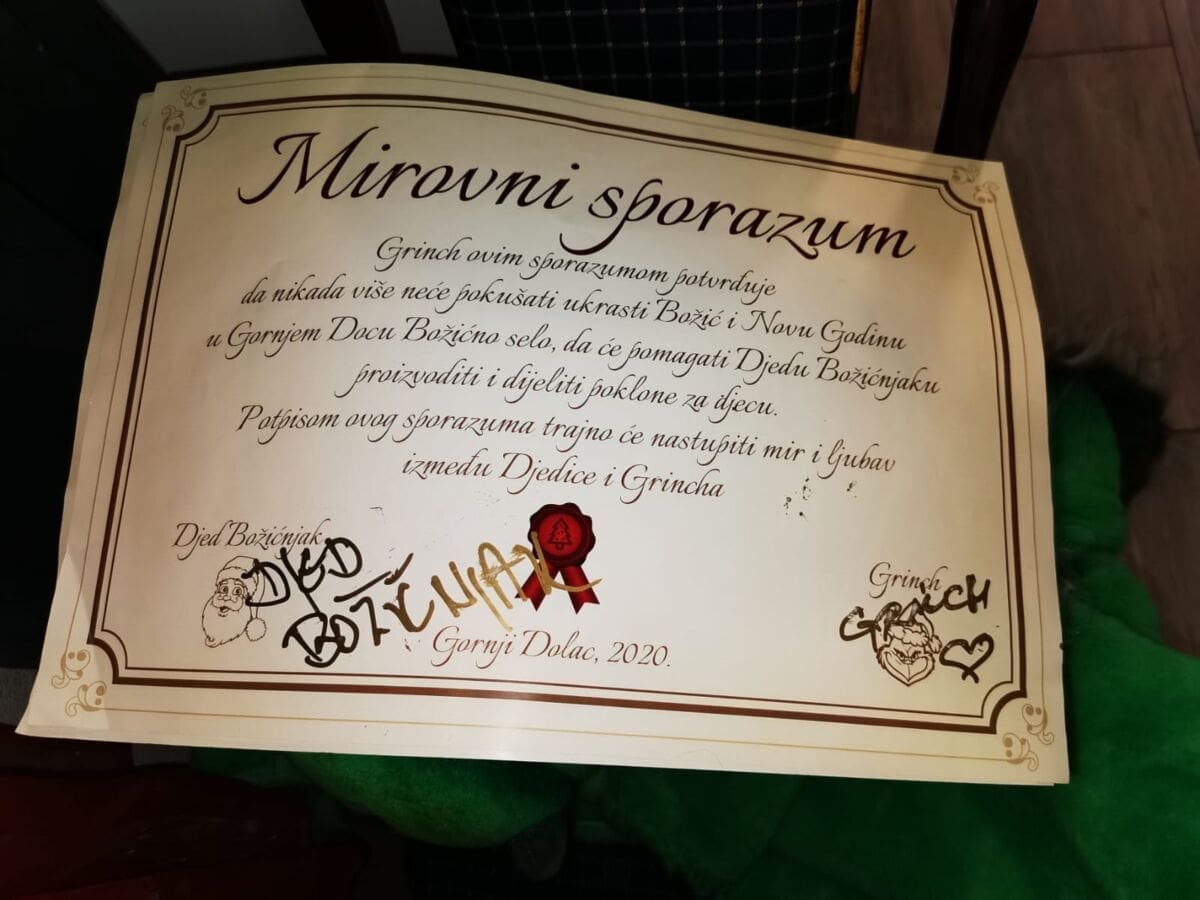 Mirovni sporazum
Grinch ovim sporazumom potvrđuje
da nikada više neće pokušati ukrasti Božić i Novu Godinu
u Gornjem Docu Božićno selo, da će pomagati Djedu Božićnjaku
proizvoditi i dijeliti poklone za djecu.
Potpisom ovog sporazuma trajno će nastupiti mir i ljubav
između Djedice i Grincha
Djed Božićnjak
DJED
BOŽIČNJAK
Grinch
GRINCH
Gornji Dolac, 2020.